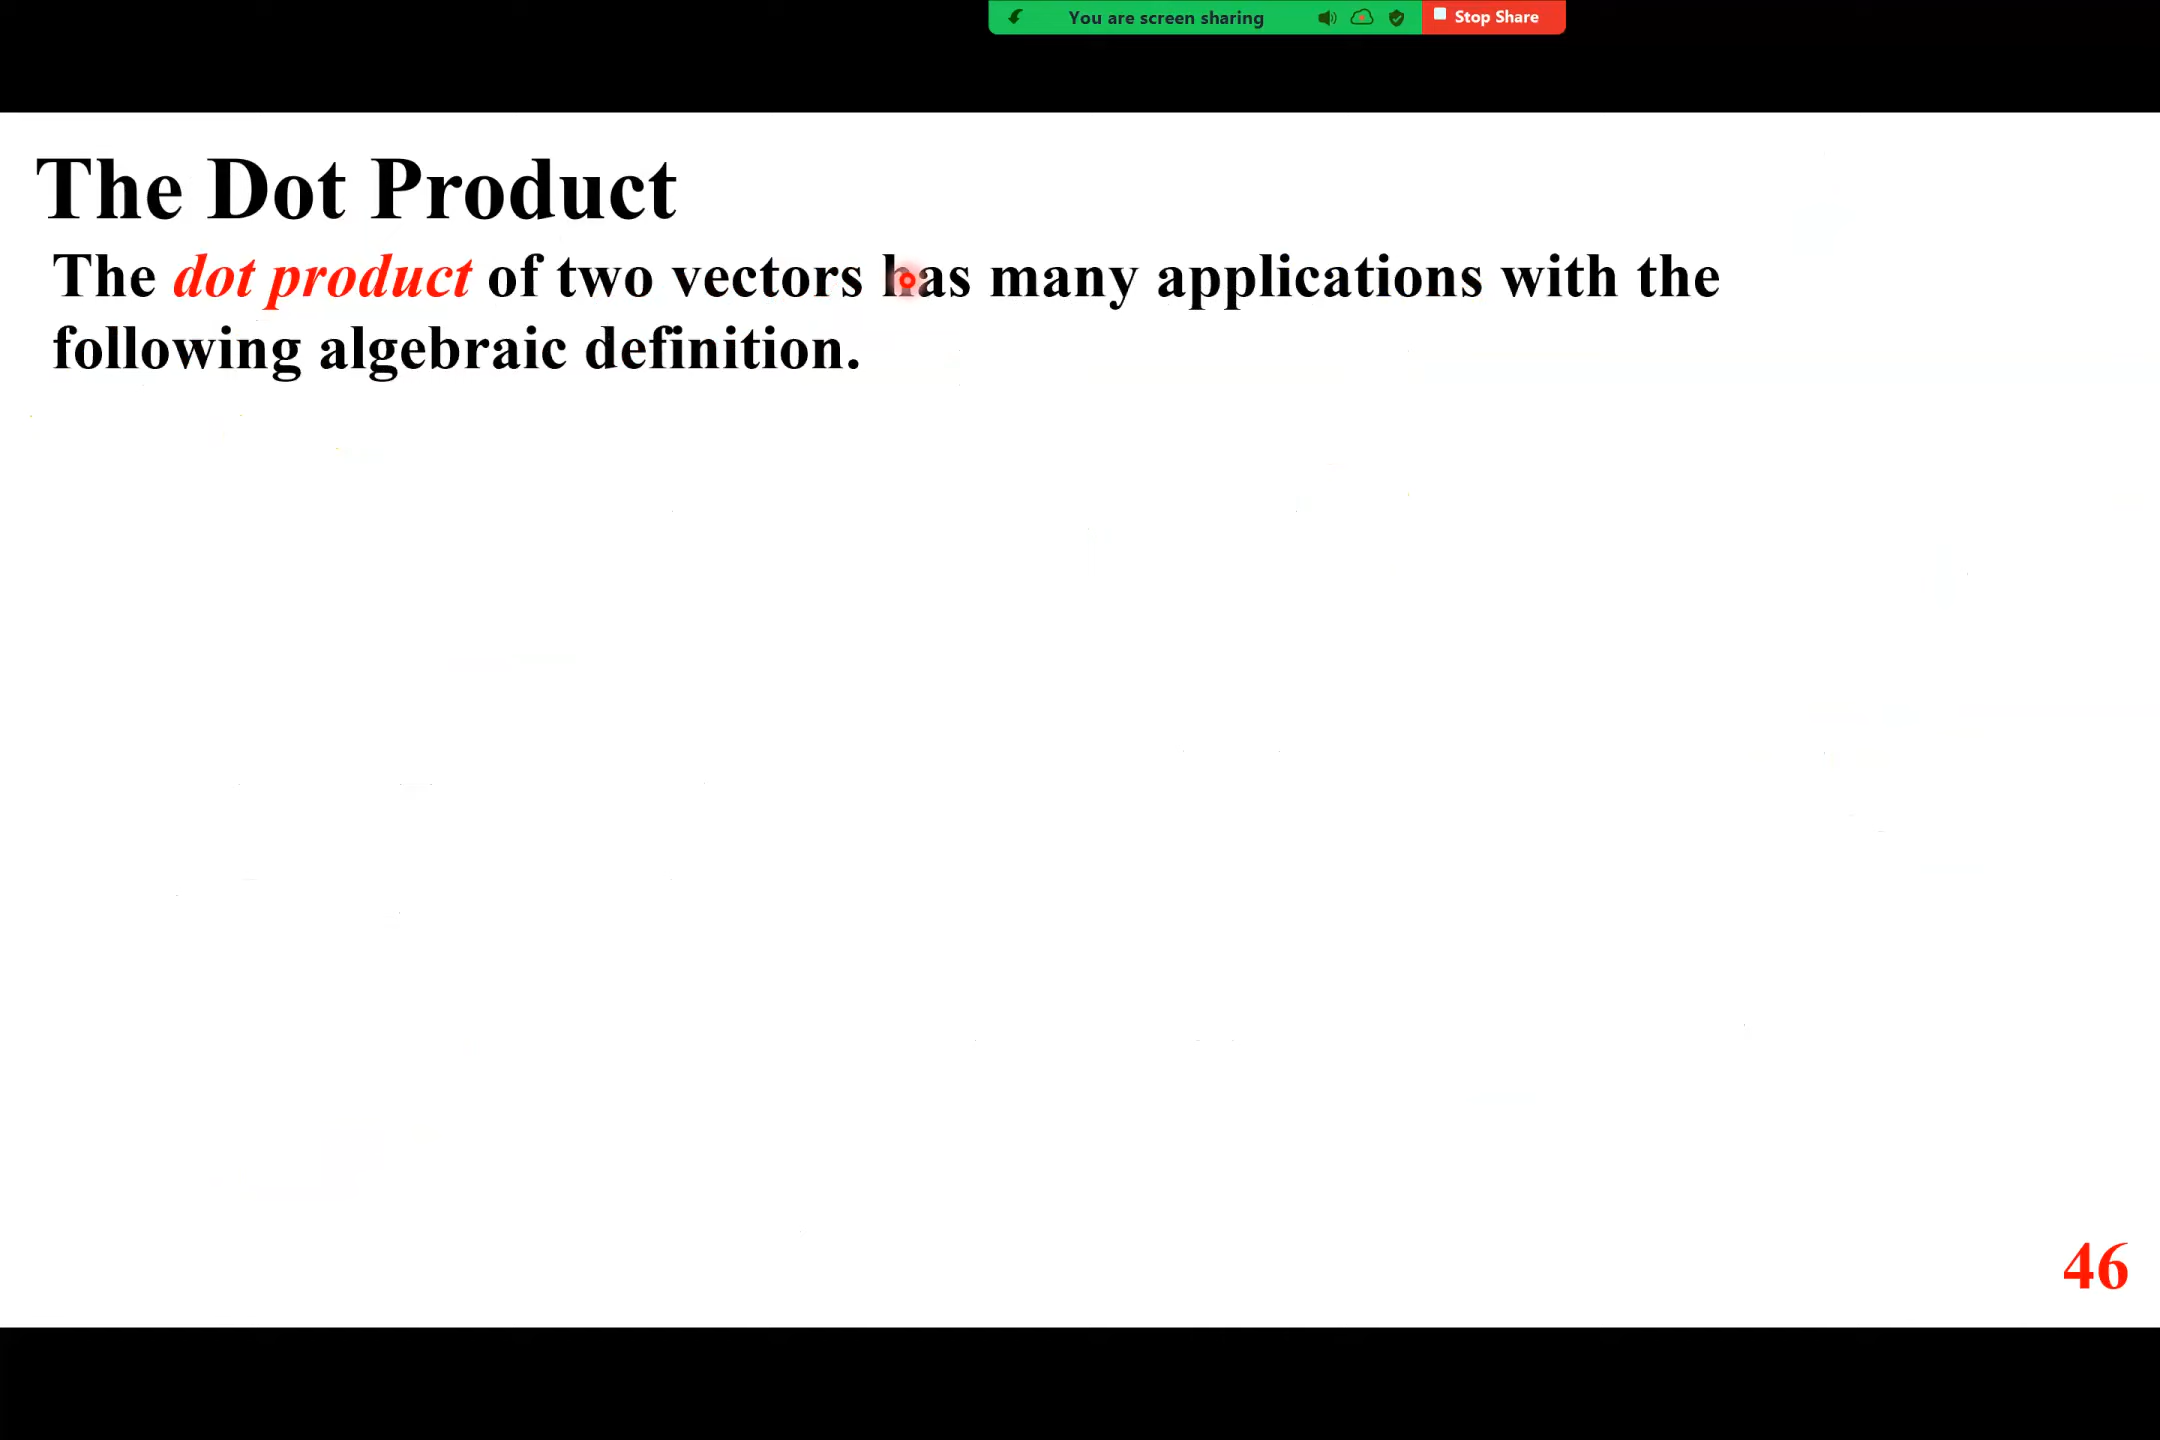 You are screen sharing
Stop Share
The Dot Product
The dot product of two vectors has many applications with the
following algebraic definition.
46